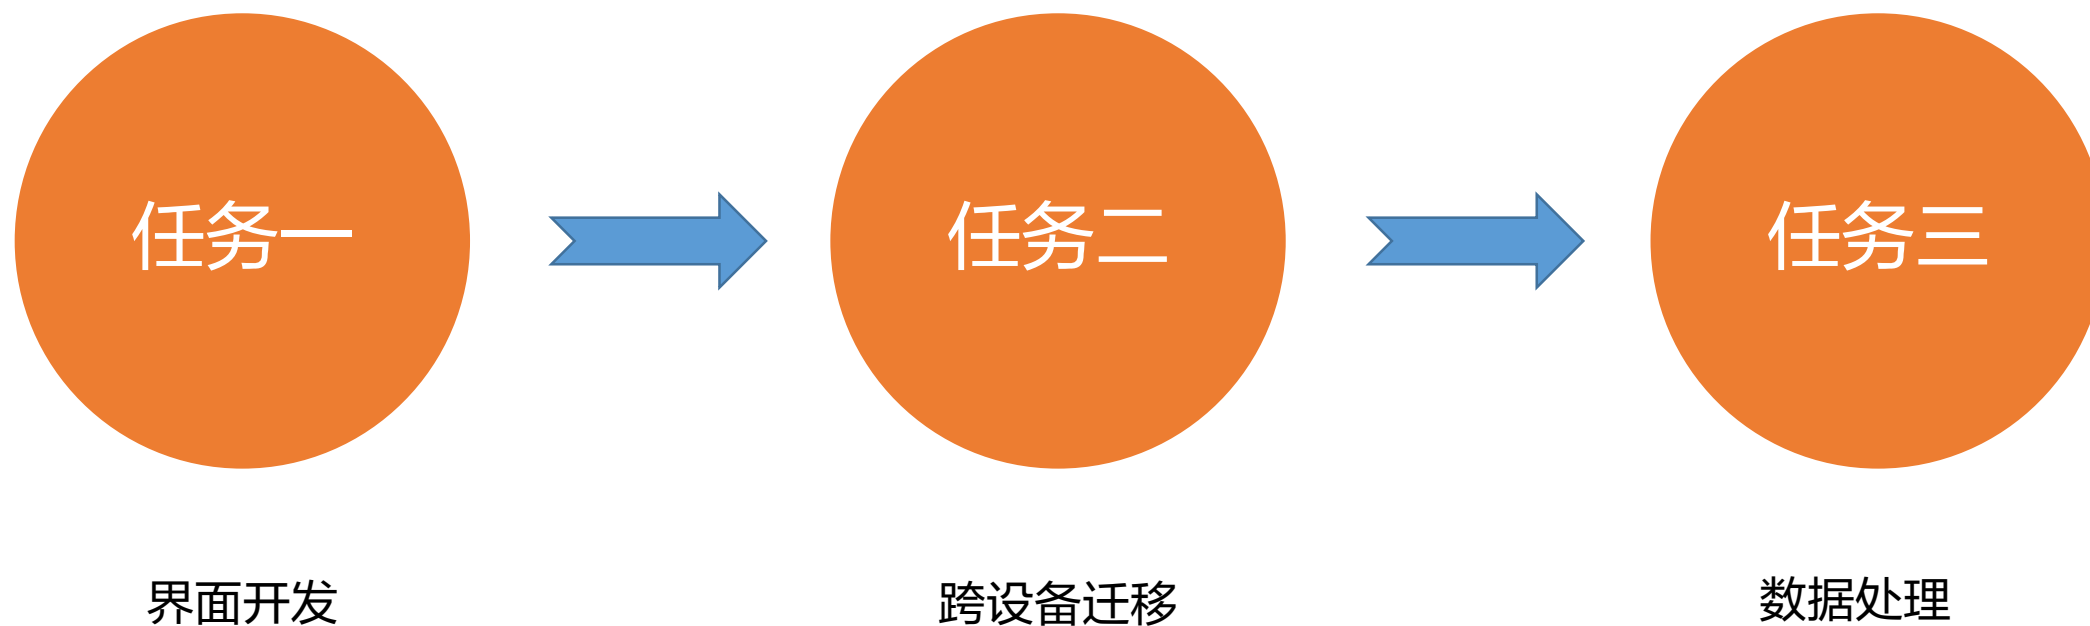 任务一
任务二
任务三
界面开发
跨设备迁移
数据处理